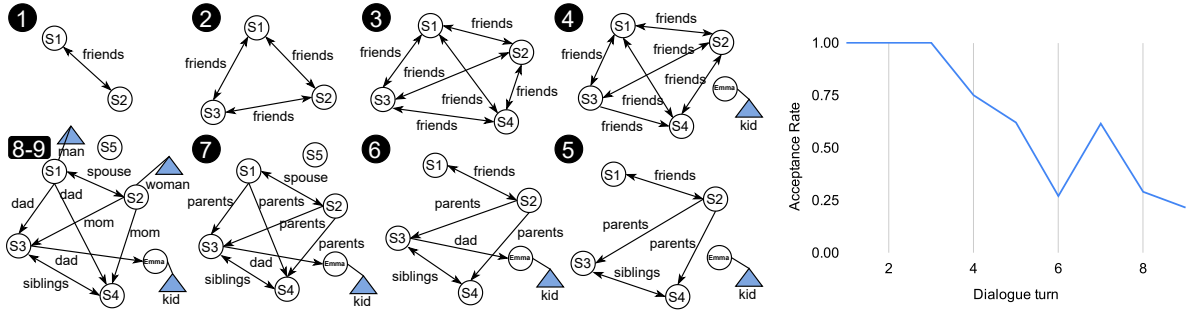 1
S1
friends
S2
2
S1
friends
friends
S3
S2
friends
3
S1
friends
friends
S2
friends
friends
S3
friends
S4
friends
4
S1
friends
friends
S2
friends
friends
Emma
S3
friends
S4
kid
8-9
man
S5
S1
spouse
woman
dad
dad
S2
mom
mom
S3
dad
Emma
siblings
S4
kid
7
S5
S1
spouse
parents
parents
S2
parents
S3
parents
dad
Emma
siblings
S4
kid
6
S1
friends
parents
S2
parents
S3
dad
Emma
siblings
S4
kid
5
S1
friends
S2
parents
parents
S3
Emma
siblings
S4
kid
Acceptance Rate
1.00
0.75
0.50
0.25
0.00
2 4 6 8
Dialogue turn